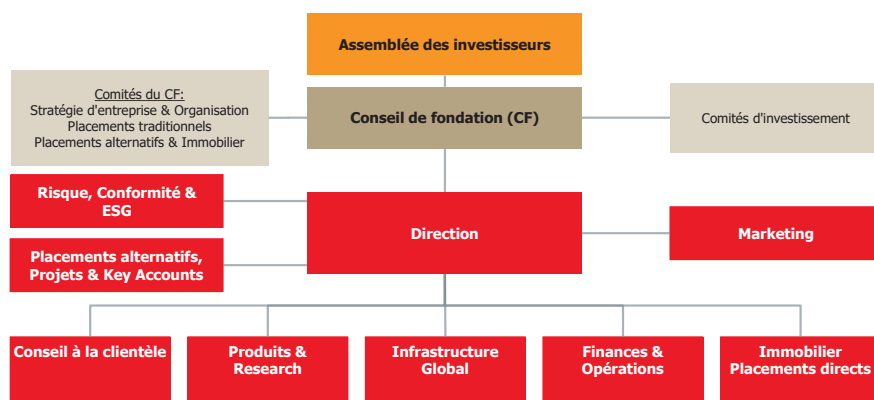 Assemblée des investisseurs
Comités du CF:
Stratégie d'entreprise & Organisation
Placements traditionnels
Placements alternatifs & Immobilier
Conseil de fondation (CF)
Comités d'investissement
Risque, Conformité &
ESG
Direction
Marketing
Placements alternatifs,
Projets & Key Accounts
Conseil à la clientèle
Produits &
Research
Infrastructure
Global
Finances &
Opérations
Immobilier
Placements directs